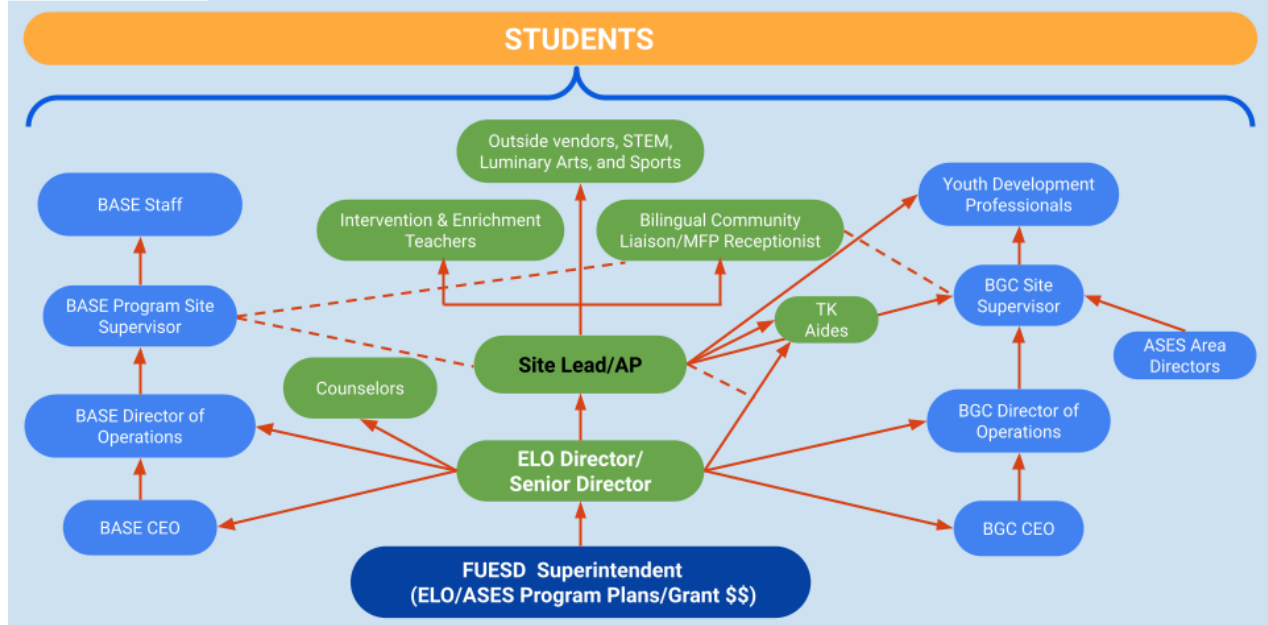 STUDENTS
Outside vendors, STEM,
Luminary Arts, and Sports
BASE Staff
Intervention & Enrichment
Teachers
Bilingual Community
Liaison/MFP Receptionist
Youth Development
Professionals
BASE Program Site
Supervisor
BGC Site
Supervisor
TK
Aides
Site Lead/AP
ASES Area
Directors
Counselors
BASE Director of
Operations
BGC Director of
Operations
ELO Director/
Senior Director
BASE CEO
BGC CEO
FUESD  Superintendent
(ELO/ASES Program Plans/Grant $$)